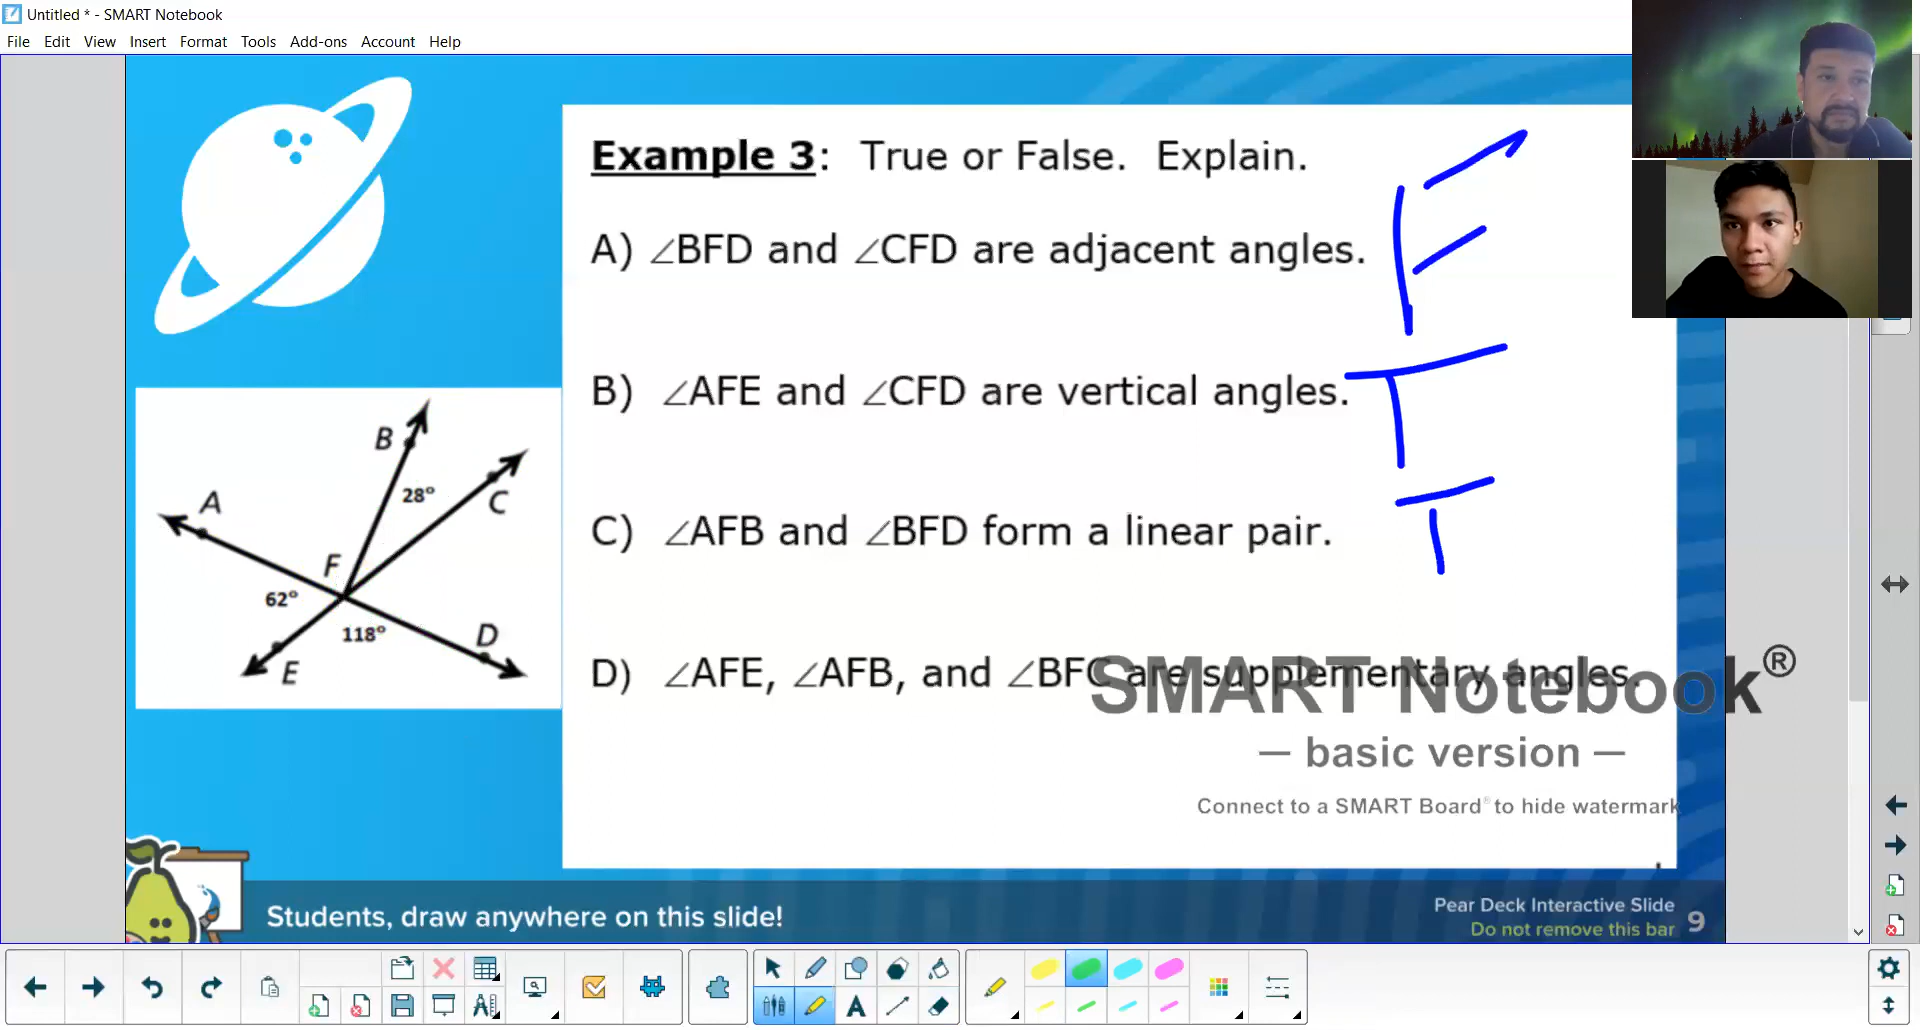 Untitled * - SMART Notebook
File Edit View Insert Format Tools Add-ons Account Help
Example 3: True or False. Explain.
A) ∠BFD and ∠CFD are adjacent angles. F
B) ∠AFE and ∠CFD are vertical angles. T
C) ∠AFB and ∠BFD form a linear pair. T
D) ∠AFE, ∠AFB, and ∠BFC are supplementary angles.
B
28°
C
A
F
62°
118°
D
E
SMART Notebook®
— basic version —
Connect to a SMART Board® to hide watermark
Students, draw anywhere on this slide!
Pear Deck Interactive Slide
Do not remove this bar
9
A